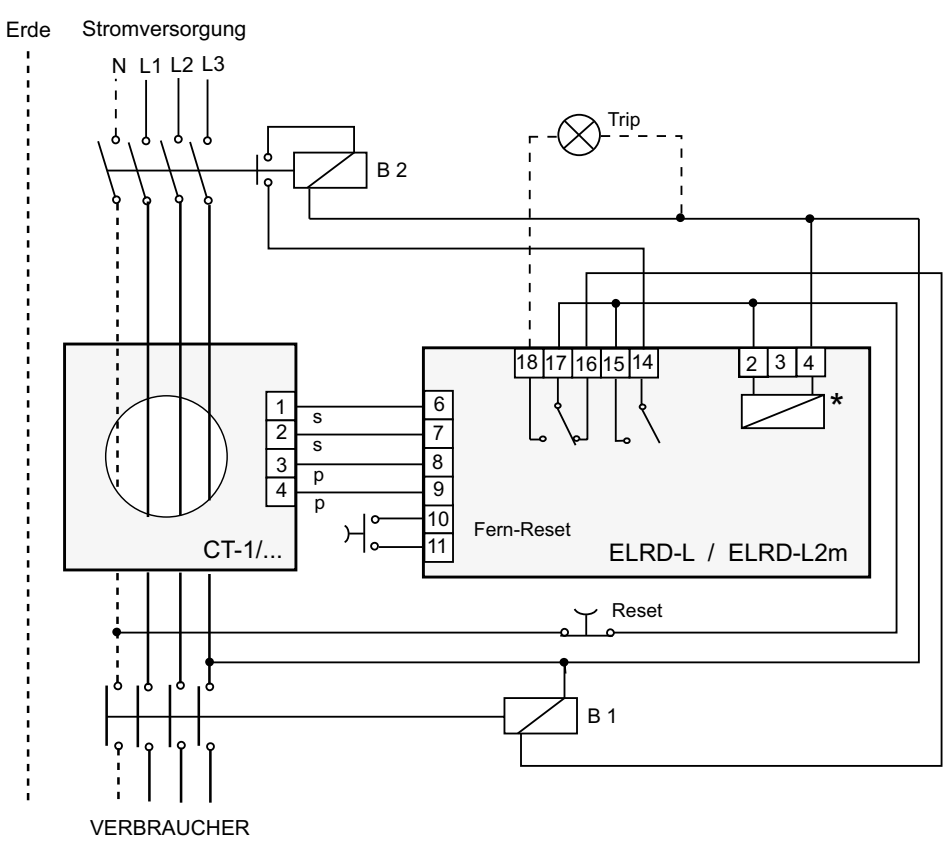 Erde Stromversorgung
N L1 L2 L3
Trip
B 2
18 17 16 15 14 2 3 4
*
1 6
s
2 7
s
3 8
p
4 9
p
10
Fern-Reset
11
CT-1/... ELRD-L / ELRD-L2m
Reset
B 1
VERBRAUCHER